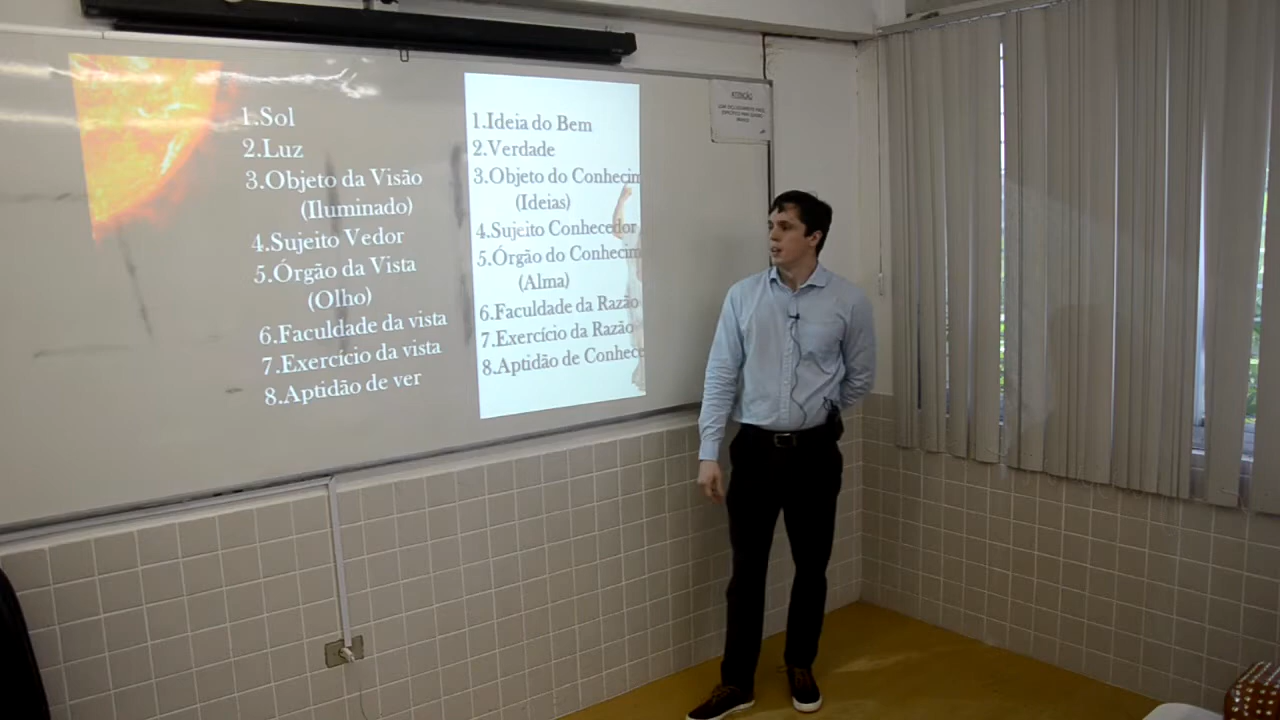 1.Sol
2.Luz
3.Objeto da Visão
(Iluminado)
4.Sujeito Vedor
5.Órgão da Vista
(Olho)
6.Faculdade da vista
7.Exercício da vista
8.Aptidão de ver
1.Ideia do Bem
2.Verdade
3.Objeto do Conhecim
(Ideias)
4.Sujeito Conhecedor
5.Órgão do Conhecim
(Alma)
6.Faculdade da Razão
7.Exercício da Razão
8.Aptidão de Conhece
ATENÇÃO